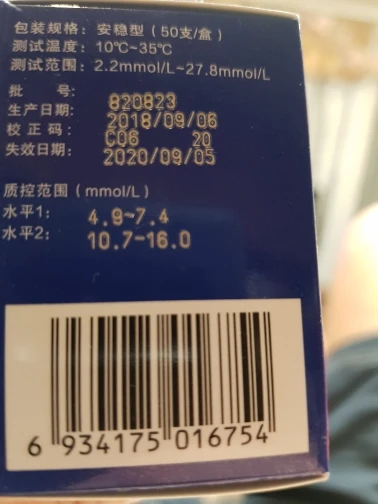 包装规格：安稳型（50支/盒）
测试温度：10℃~35℃
测试范围：2.2mmol/L~27.8mmol/L
批　　号：820823
生产日期：2018/09/06
校 正 码：C06 20
失效日期：2020/09/05
质控范围（mmol/L）
水平1：4.9~7.4
水平2：10.7-16.0
6 934175 016754